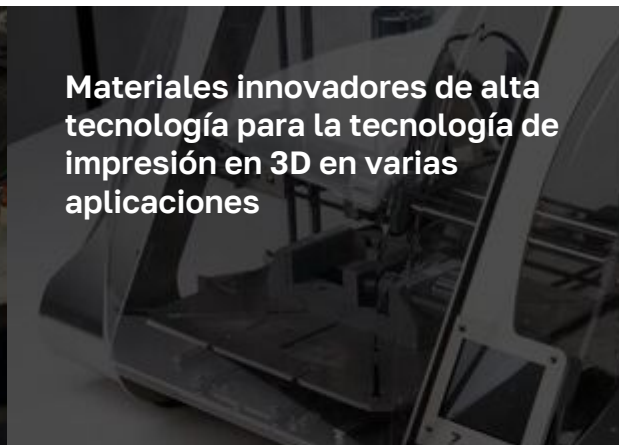 Materiales innovadores de alta
tecnología para la tecnología de
impresión en 3D en varias
aplicaciones